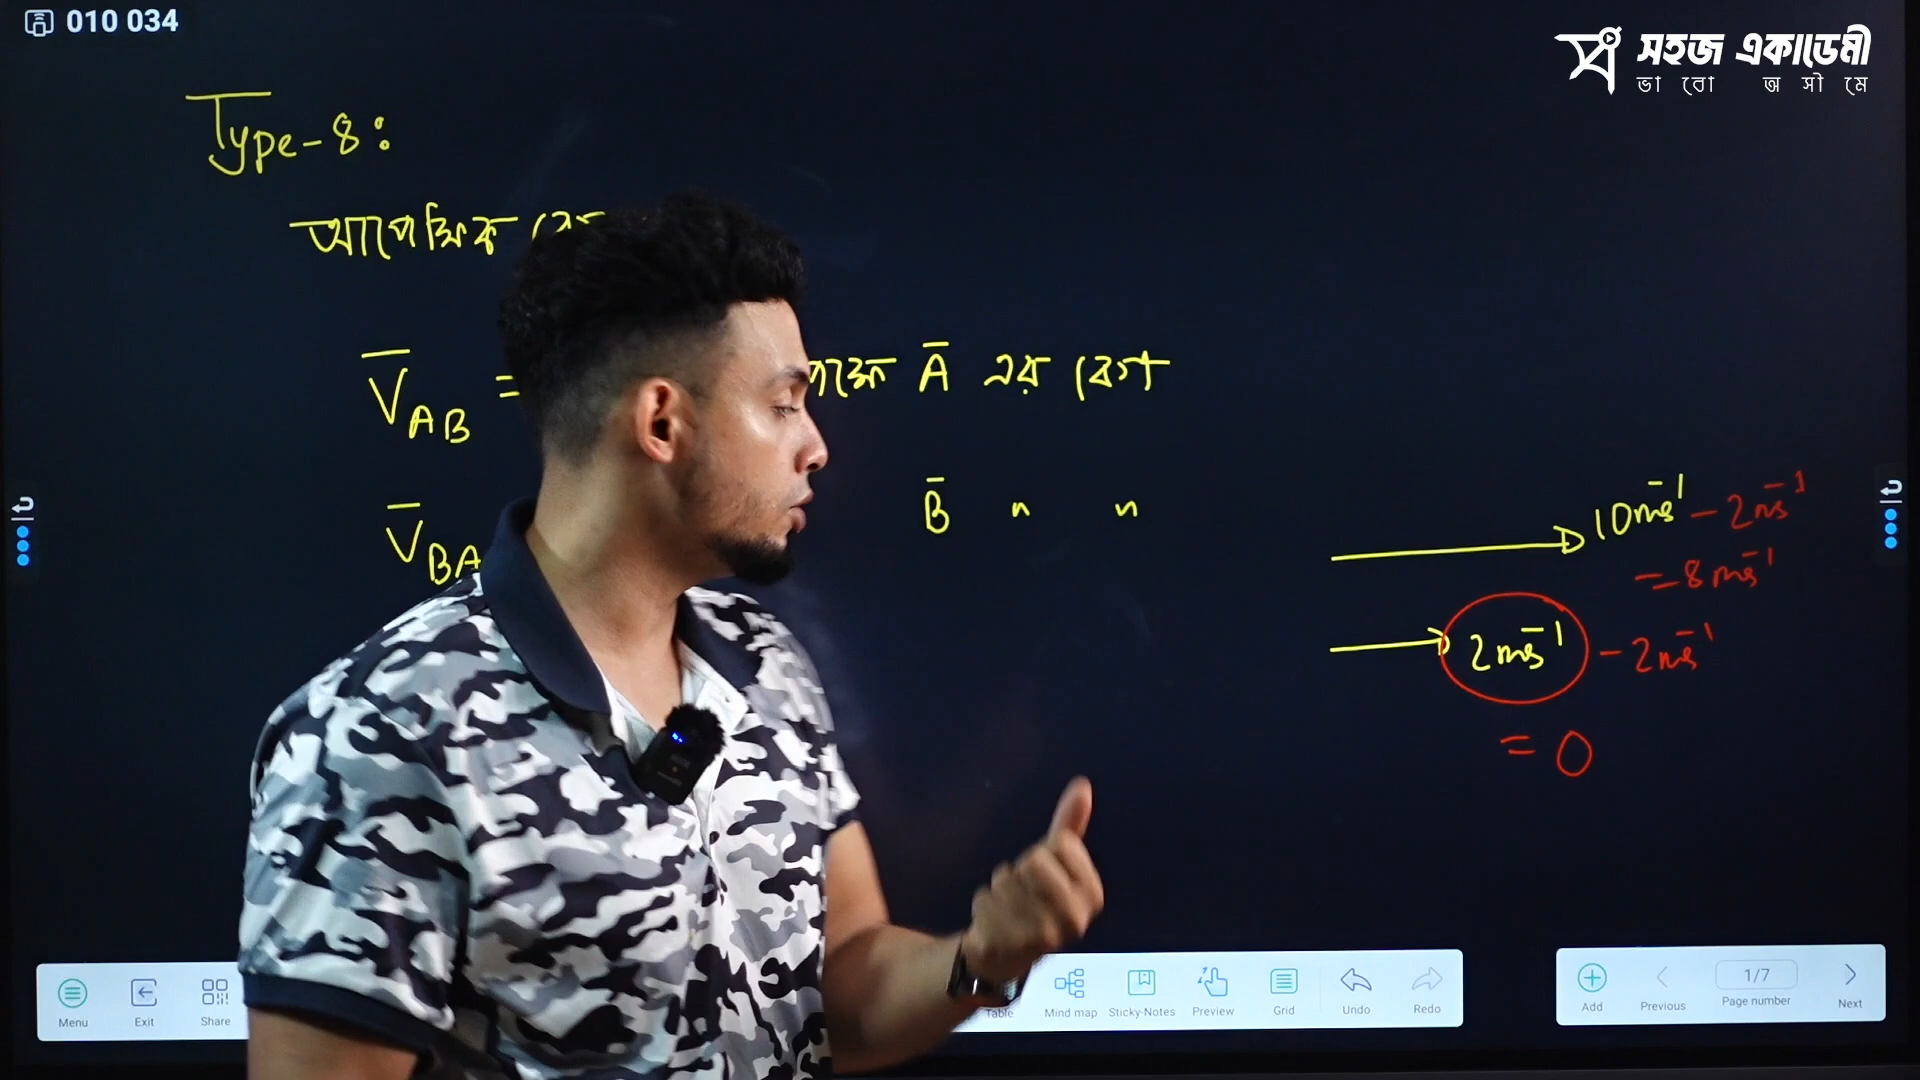 010 034
সহজ একাডেমী
ভাবো অসীমে
Type-8:
আপেক্ষিক
V̅AB = A̅ এর বেগ
V̅BA B̅ " "
10ms⁻¹ - 2ms⁻¹
= 8ms⁻¹
2ms⁻¹ - 2ms⁻¹
= 0
Menu Exit Share Table Mind map Sticky-Notes Preview Grid Undo Redo Add Previous 1/7 Page number Next